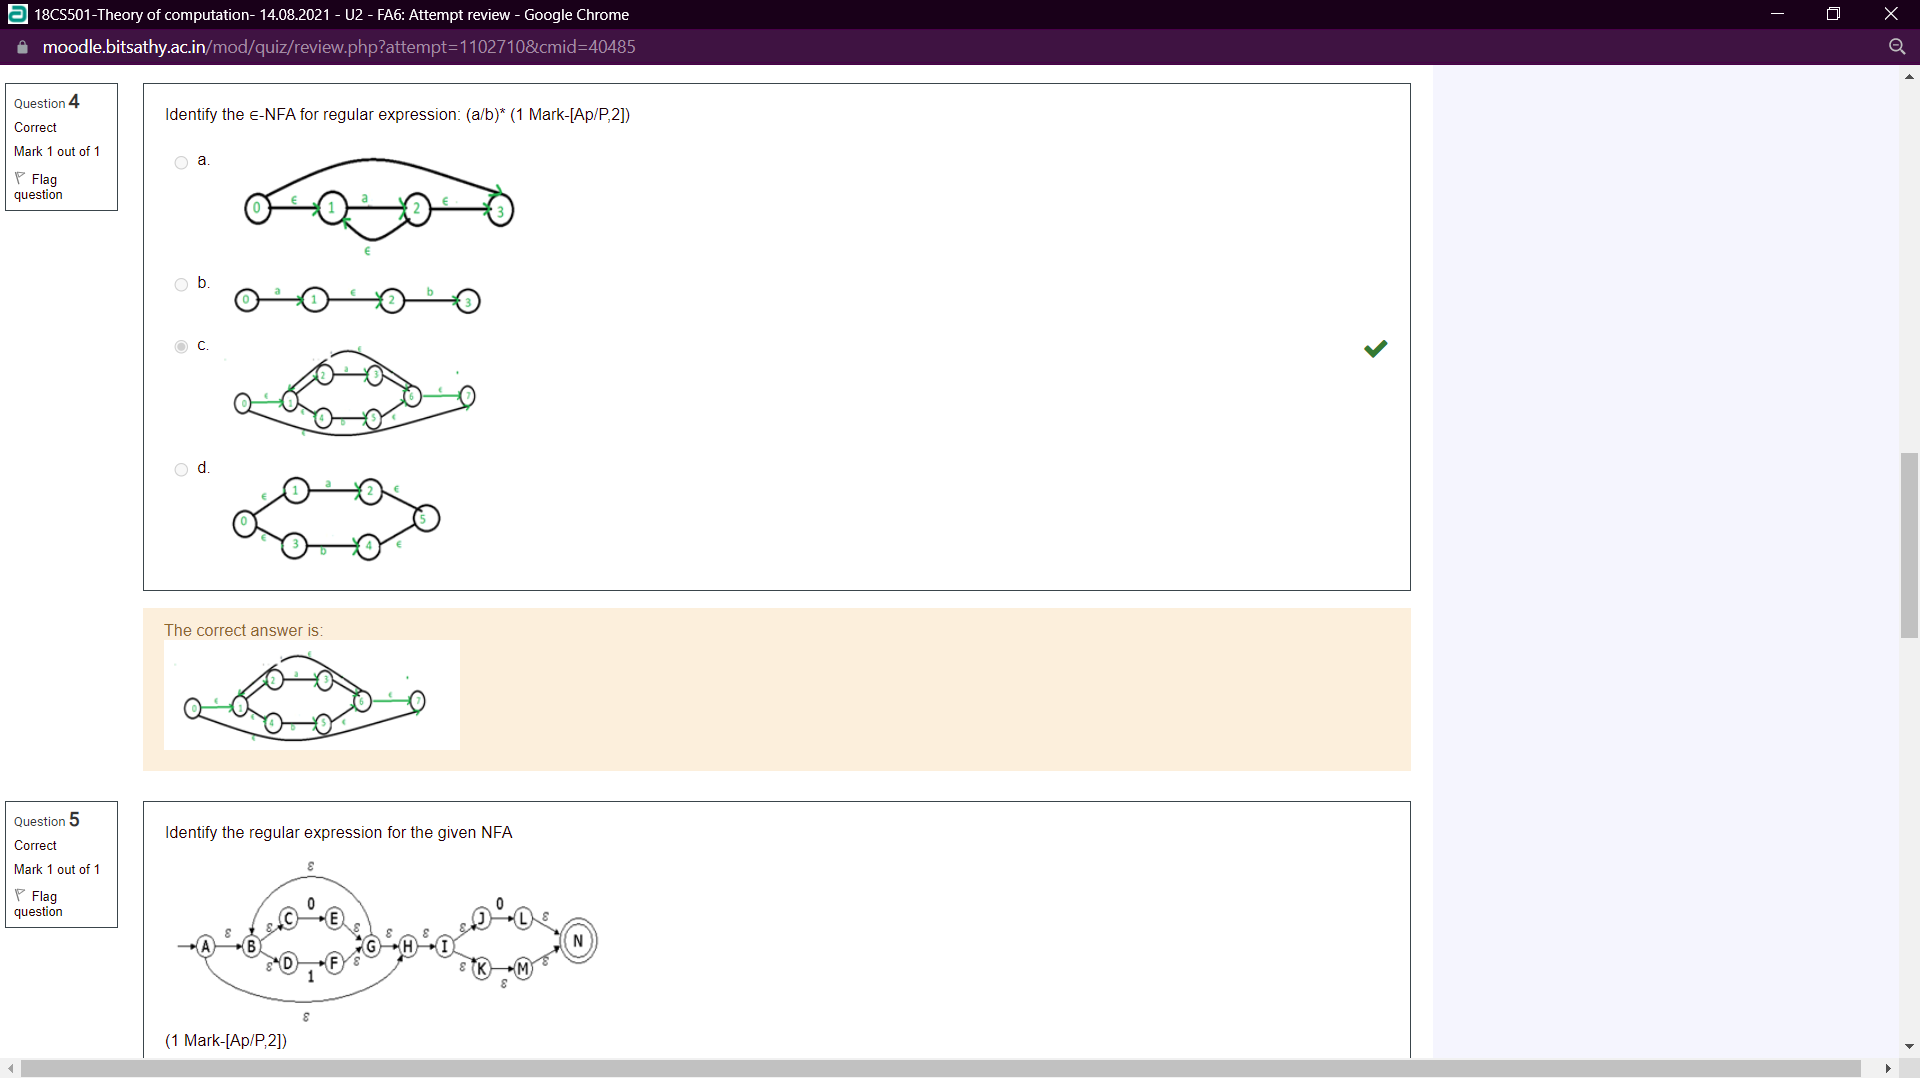 18CS501-Theory of computation- 14.08.2021 - U2 - FA6: Attempt review - Google Chrome
moodle.bitsathy.ac.in/mod/quiz/review.php?attempt=1102710&cmid=40485
Question 4
Correct
Mark 1 out of 1
Flag question
Identify the ∊-NFA for regular expression: (a/b)* (1 Mark-[Ap/P,2])
a.
0 ϵ 1 a 2 ϵ 3
ϵ
b.
0 a 1 ϵ 2 b 3
c.
ϵ
2 a 3
0 ϵ 1 6 ϵ 7
ϵ 4 b 5 ϵ
ϵ
d.
ϵ 1 a 2 ϵ
0 5
ϵ 3 b 4 ϵ
The correct answer is:
ϵ
2 a 3
0 ϵ 1 6 ϵ 7
ϵ 4 b 5 ϵ
ϵ
Question 5
Correct
Mark 1 out of 1
Flag question
Identify the regular expression for the given NFA
ε
0 0
ε C E ε ε J L ε
A ε B G ε H ε I N
ε D F ε ε K M ε
1 ε
ε
(1 Mark-[Ap/P,2])